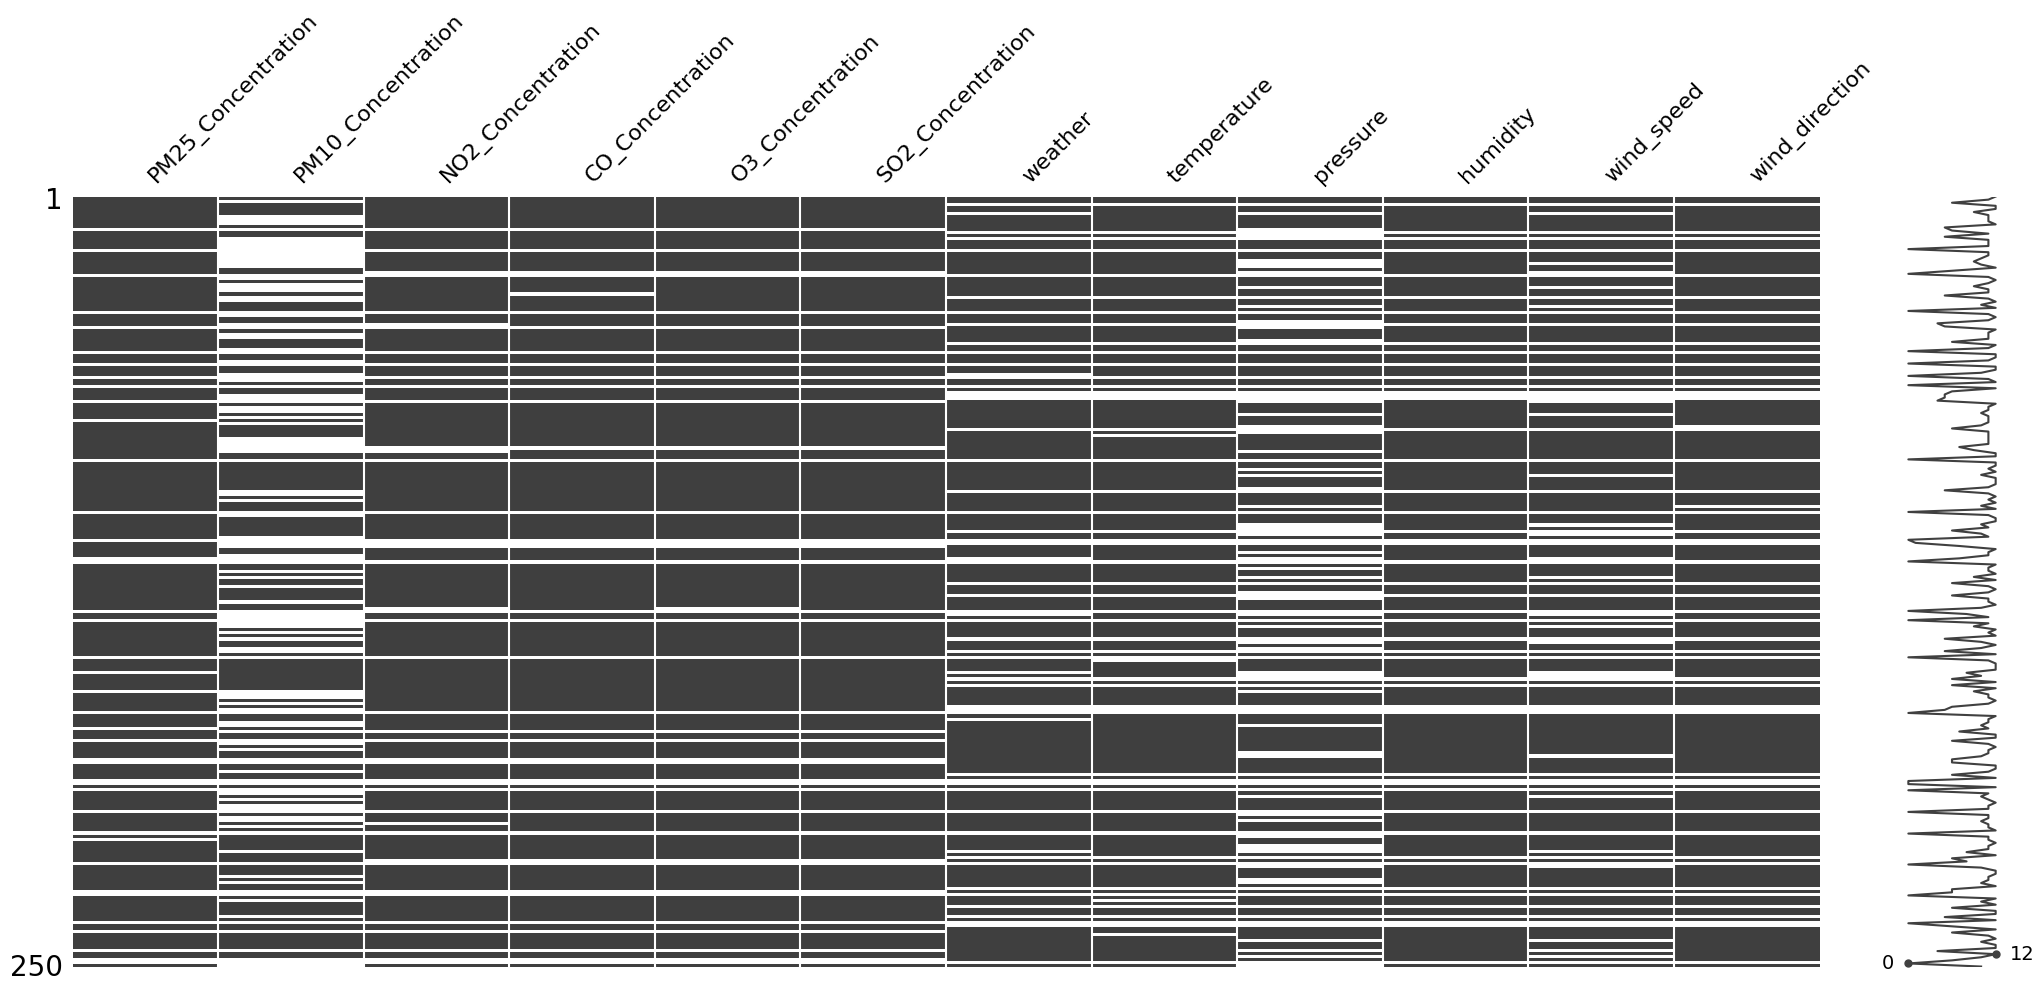 PM25_Concentration
PM10_Concentration
NO2_Concentration
CO_Concentration
O3_Concentration
SO2_Concentration
weather
temperature
pressure
humidity
wind_speed
wind_direction
1
250
0
12